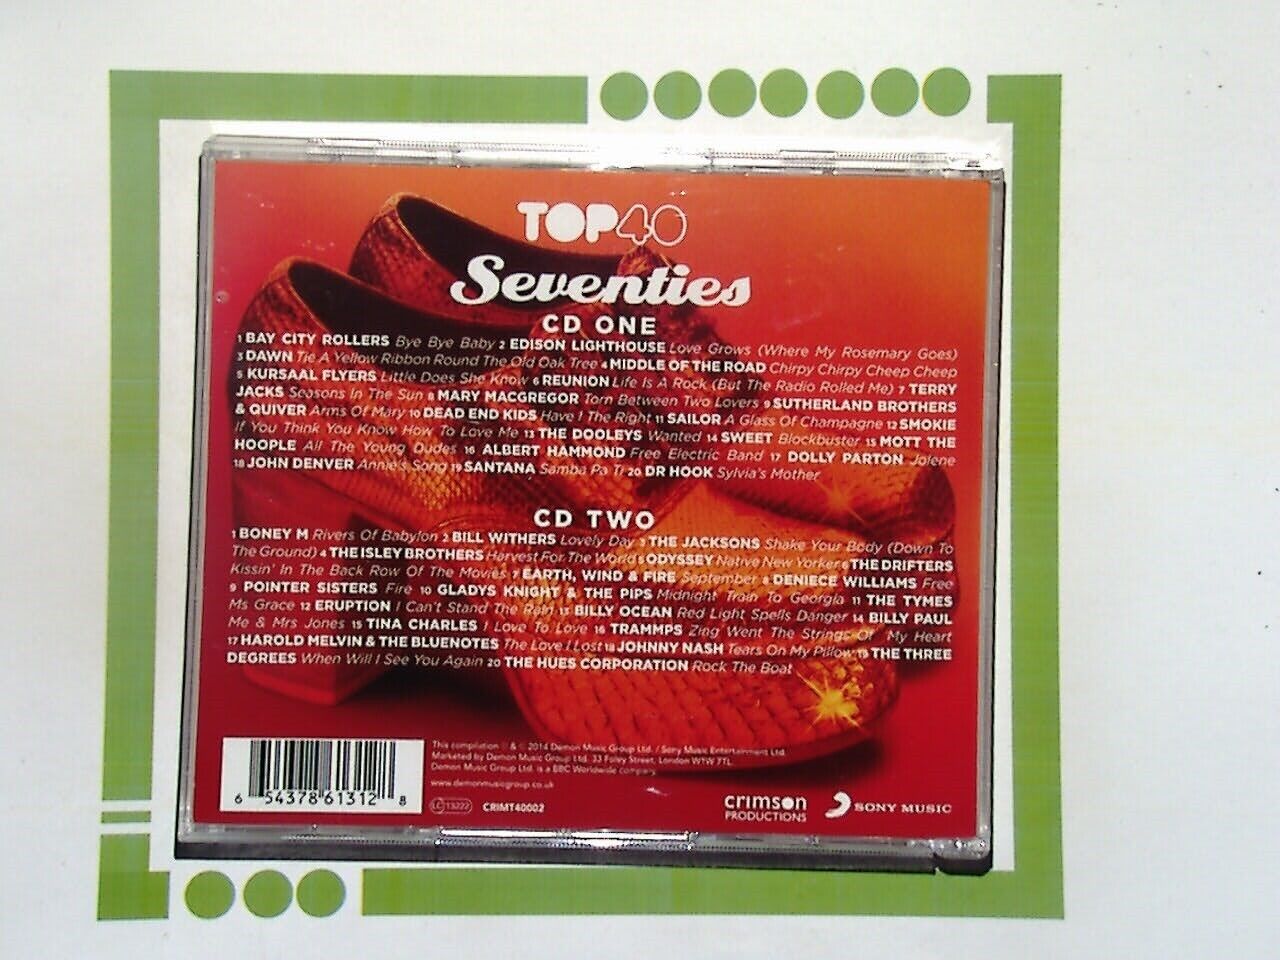 TOP40
Seventies
CD ONE
1 BAY CITY ROLLERS Bye Bye Baby 2 EDISON LIGHTHOUSE Love Grows (Where My Rosemary Goes)
3 DAWN Tie A Yellow Ribbon Round The Old Oak Tree 4 MIDDLE OF THE ROAD Chirpy Chirpy Cheep Cheep
5 KURSAAL FLYERS Little Does She Know 6 REUNION Life Is A Rock (But The Radio Rolled Me) 7 TERRY
JACKS Seasons In The Sun 8 MARY MACGREGOR Torn Between Two Lovers 9 SUTHERLAND BROTHERS
& QUIVER Arms Of Mary 10 DEAD END KIDS Have I The Right 11 SAILOR A Glass Of Champagne 12 SMOKIE
If You Think You Know How To Love Me 13 THE DOOLEYS Wanted 14 SWEET Blockbuster 15 MOTT THE
HOOPLE All The Young Dudes 16 ALBERT HAMMOND Free Electric Band 17 DOLLY PARTON Jolene
18 JOHN DENVER Annie's Song 19 SANTANA Samba Pa Ti 20 DR HOOK Sylvia's Mother
CD TWO
1 BONEY M Rivers Of Babylon 2 BILL WITHERS Lovely Day 3 THE JACKSONS Shake Your Body (Down To
The Ground) 4 THE ISLEY BROTHERS Harvest For The World 5 ODYSSEY Native New Yorker 6 THE DRIFTERS
Kissin' In The Back Row Of The Movies 7 EARTH, WIND & FIRE September 8 DENIECE WILLIAMS Free
9 POINTER SISTERS Fire 10 GLADYS KNIGHT & THE PIPS Midnight Train To Georgia 11 THE TYMES
Ms Grace 12 ERUPTION I Can't Stand The Rain 13 BILLY OCEAN Red Light Spells Danger 14 BILLY PAUL
Me & Mrs Jones 15 TINA CHARLES I Love To Love 16 TRAMMPS Zing Went The Strings Of My Heart
17 HAROLD MELVIN & THE BLUENOTES The Love I Lost 18 JOHNNY NASH Tears On My Pillow 19 THE THREE
DEGREES When Will I See You Again 20 THE HUES CORPORATION Rock The Boat
This compilation ℗ & © 2014 Demon Music Group Ltd. / Sony Music Entertainment Ltd.
Marketed by Demon Music Group Ltd. 33 Foley Street, London W1W 7TL.
Demon Music Group Ltd. is a BBC Worldwide company.
www.demonmusicgroup.co.uk
6 54378 61312 8
LC 13222 CRIMT40002
crimson
PRODUCTIONS
SONY MUSIC